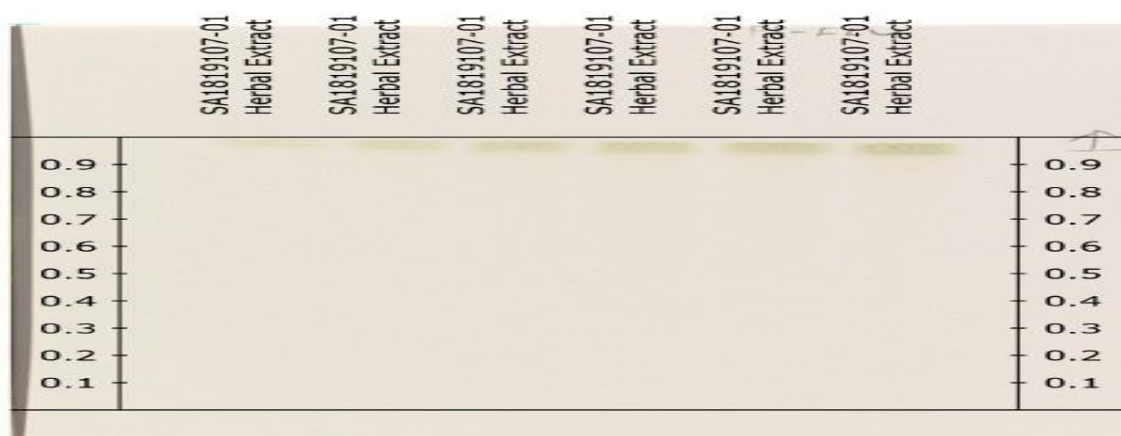 SA1819107-01
Herbal Extract
SA1819107-01
Herbal Extract
SA1819107-01
Herbal Extract
SA1819107-01
Herbal Extract
SA1819107-01
Herbal Extract
SA1819107-01
Herbal Extract
0.9 0.9
0.8 0.8
0.7 0.7
0.6 0.6
0.5 0.5
0.4 0.4
0.3 0.3
0.2 0.2
0.1 0.1